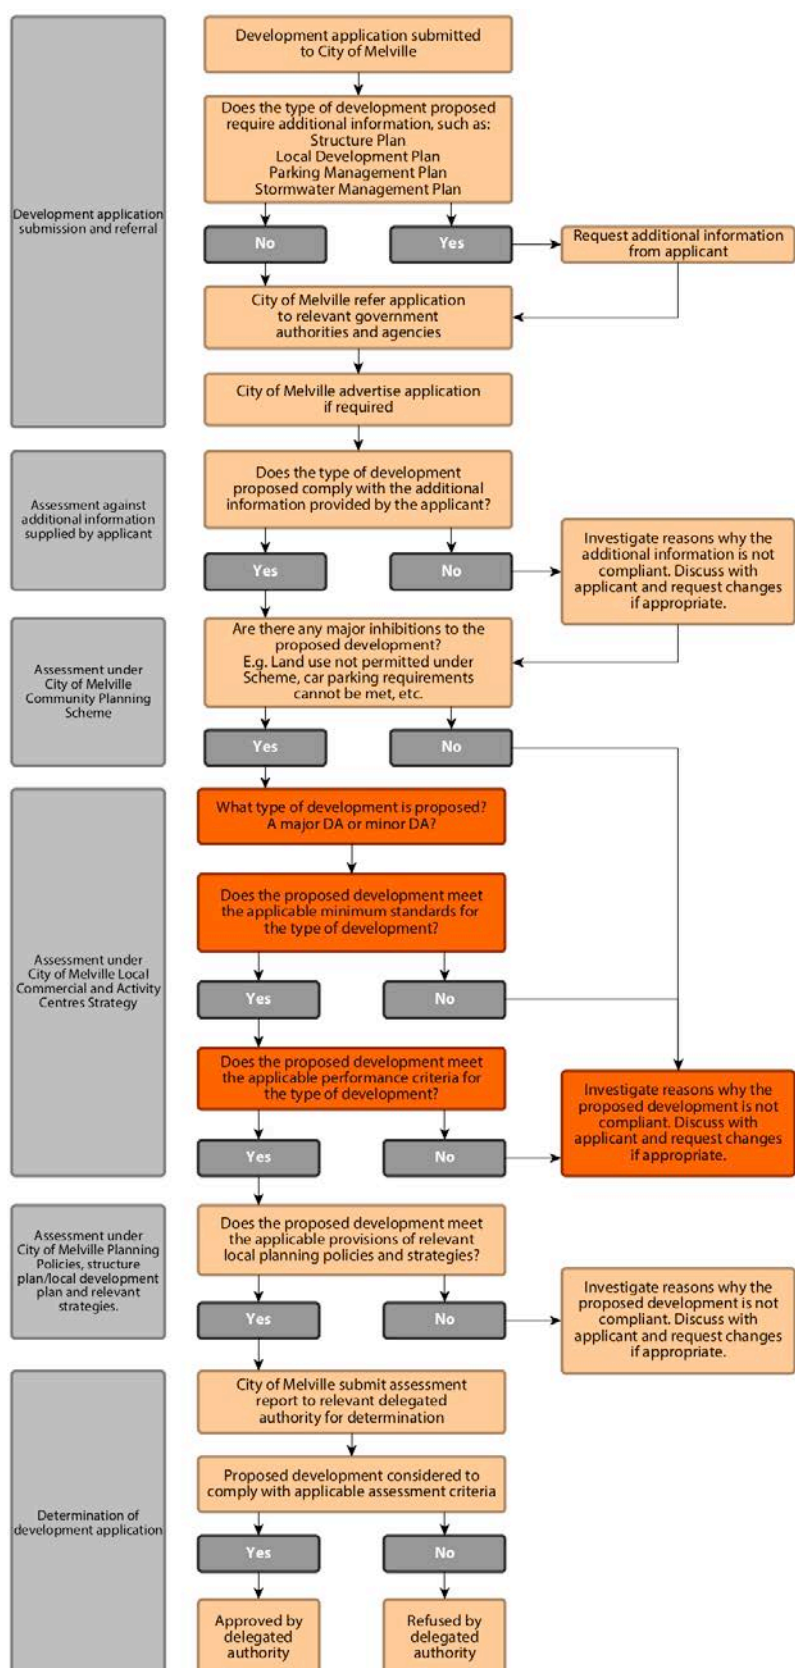 Development application
submission and referral
Development application submitted
to City of Melville
Does the type of development proposed
require additional information, such as:
Structure Plan
Local Development Plan
Parking Management Plan
Stormwater Management Plan
No
Yes
Request additional information
from applicant
City of Melville refer application
to relevant government
authorities and agencies
City of Melville advertise application
if required
Assessment against
additional information
supplied by applicant
Does the type of development
proposed comply with the additional
information provided by the applicant?
Yes
No
Investigate reasons why the
additional information is not
compliant. Discuss with
applicant and request changes
if appropriate.
Assessment under
City of Melville
Community Planning
Scheme
Are there any major inhibitions to the
proposed development?
E.g. Land use not permitted under
Scheme, car parking requirements
cannot be met, etc.
Yes
No
Assessment under
City of Melville Local
Commercial and Activity
Centres Strategy
What type of development is proposed?
A major DA or minor DA?
Does the proposed development meet
the applicable minimum standards for
the type of development?
Yes
No
Does the proposed development meet
the applicable performance criteria for
the type of development?
Yes
No
Investigate reasons why the
proposed development is not
compliant. Discuss with
applicant and request changes
if appropriate.
Assessment under
City of Melville Planning
Policies, structure
plan/local development
plan and relevant
strategies.
Does the proposed development meet
the applicable provisions of relevant
local planning policies and strategies?
Yes
No
Investigate reasons why the
proposed development is not
compliant. Discuss with
applicant and request changes
if appropriate.
Determination of
development application
City of Melville submit assessment
report to relevant delegated
authority for determination
Proposed development considered to
comply with applicable assessment criteria
Yes
No
Approved by
delegated
authority
Refused by
delegated
authority